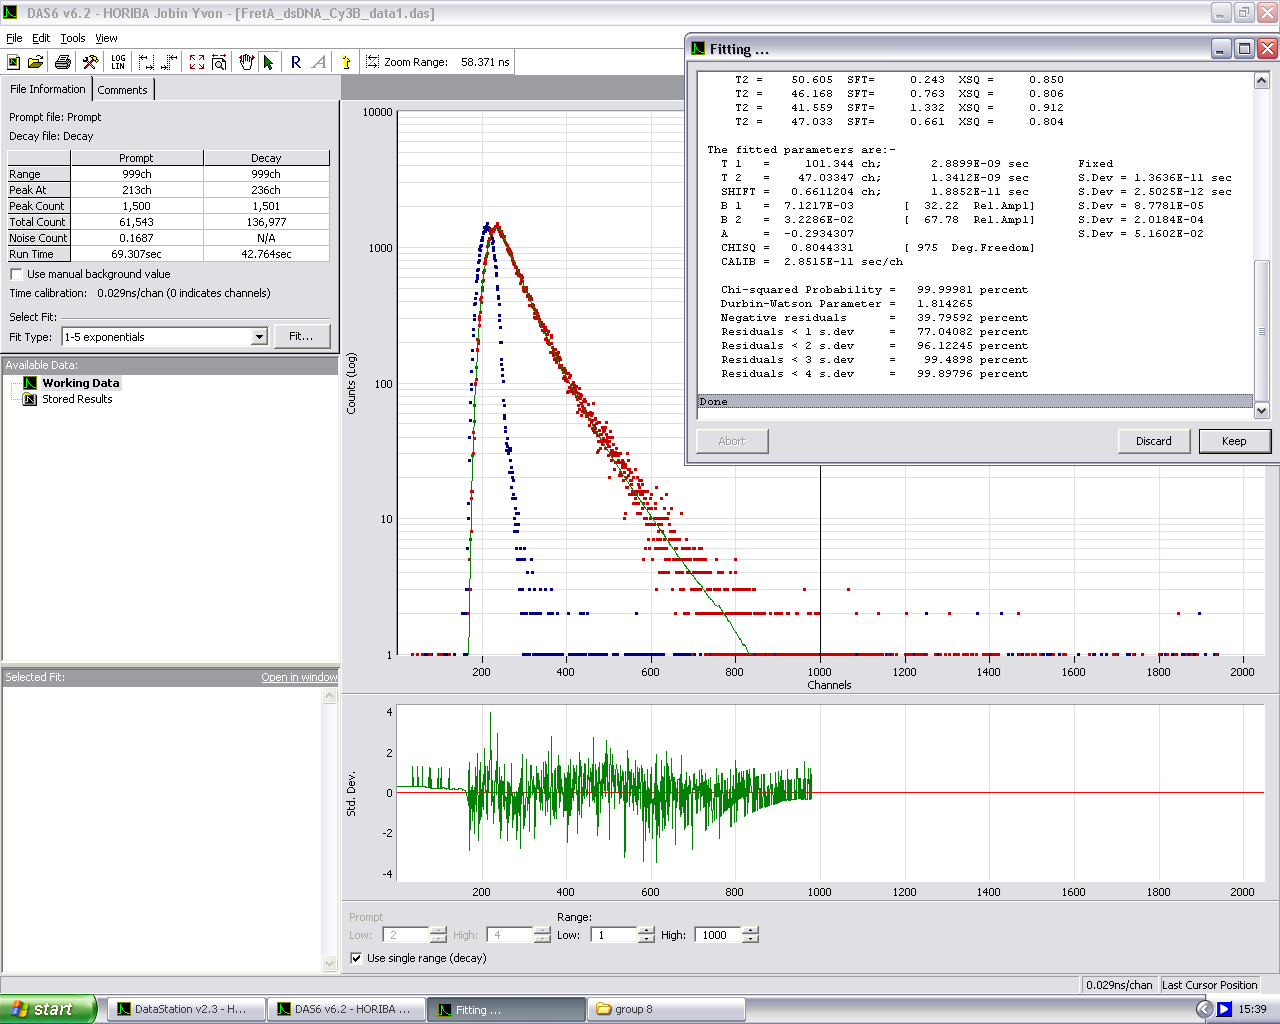 DAS6 v6.2 - HORIBA Jobin Yvon - [FretA_dsDNA_Cy3B_data1.das]
File Edit Tools View
LOG LIN R A Zoom Range: 58.371 ns
File Information Comments
Prompt file: Prompt
Decay file: Decay
Prompt Decay
Range 999ch 999ch
Peak At 213ch 236ch
Peak Count 1,500 1,501
Total Count 61,543 136,977
Noise Count 0.1687 N/A
Run Time 69.307sec 42.764sec
Use manual background value
Time calibration: 0.029ns/chan (0 indicates channels)
Select Fit:
Fit Type: 1-5 exponentials Fit...
Available Data:
Working Data
Stored Results
Selected Fit: Open in window
Counts (Log)
10000
1000
100
10
1
200 400 600 800 1000 1200 1400 1600 1800 2000
Channels
Std. Dev.
4
2
0
-2
-4
200 400 600 800 1000 1200 1400 1600 1800 2000
Prompt Range:
Low: 2 High: 4 Low: 1 High: 1000
Use single range (decay)
Fitting ...
T2 = 50.605 SFT= 0.243 XSQ = 0.850
T2 = 46.168 SFT= 0.763 XSQ = 0.806
T2 = 41.559 SFT= 1.332 XSQ = 0.912
T2 = 47.033 SFT= 0.661 XSQ = 0.804
The fitted parameters are:-
T 1 = 101.344 ch; 2.8899E-09 sec Fixed
T 2 = 47.03347 ch; 1.3412E-09 sec S.Dev = 1.3636E-11 sec
SHIFT = 0.6611204 ch; 1.8852E-11 sec S.Dev = 2.5025E-12 sec
B 1 = 7.1217E-03 [ 32.22 Rel.Ampl] S.Dev = 8.7781E-05
B 2 = 3.2286E-02 [ 67.78 Rel.Ampl] S.Dev = 2.0184E-04
A = -0.2934307 S.Dev = 5.1602E-02
CHISQ = 0.8044331 [ 975 Deg.Freedom]
CALIB = 2.8515E-11 sec/ch
Chi-squared Probability = 99.99981 percent
Durbin-Watson Parameter = 1.814265
Negative residuals = 39.79592 percent
Residuals < 1 s.dev = 77.04082 percent
Residuals < 2 s.dev = 96.12245 percent
Residuals < 3 s.dev = 99.4898 percent
Residuals < 4 s.dev = 99.89796 percent
Done
Abort Discard Keep
0.029ns/chan Last Cursor Position
start DataStation v2.3 - H... DAS6 v6.2 - HORIBA ... Fitting ... group 8 15:39